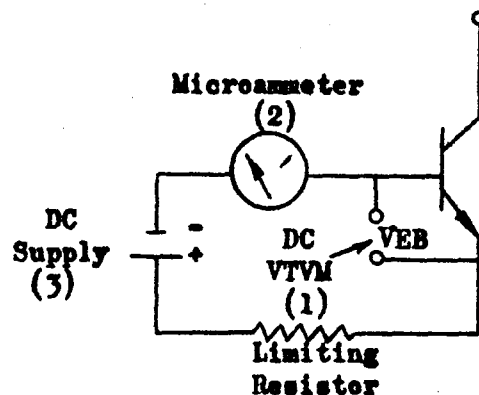 Microammeter
(2)
DC
Supply
(3)
-
+
DC
VTVM
(1)
VEB
Limiting
Resistor